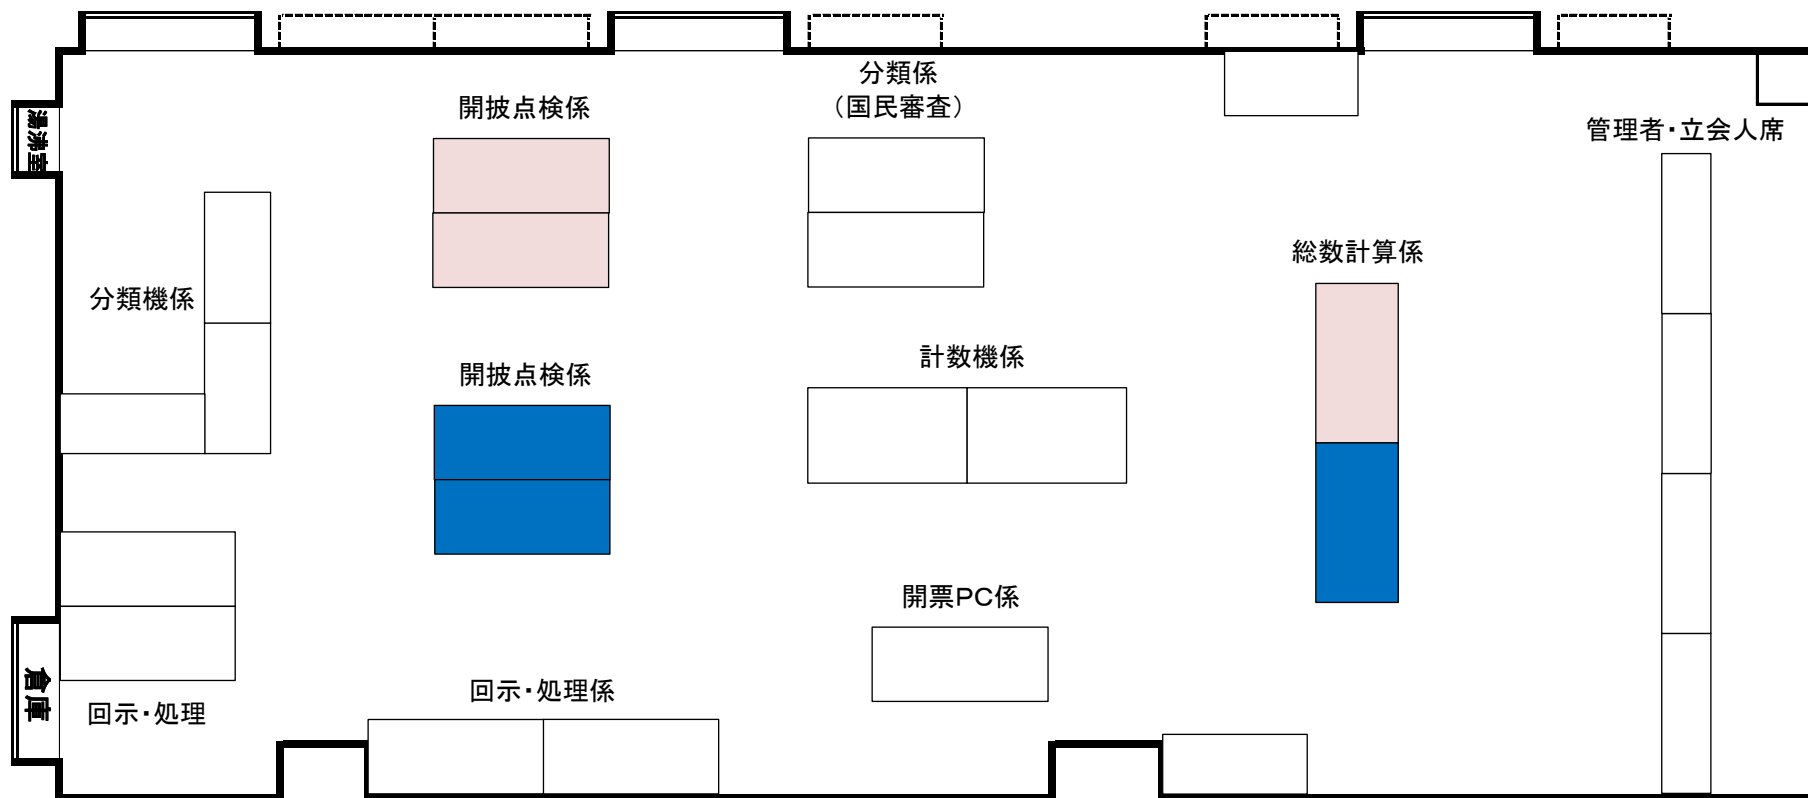 分類係
(国民審査)
開披点検係
湯沸室
管理者・立会人席
総数計算係
分類機係
計数機係
開披点検係
開票PC係
回示・処理係
倉庫
回示・処理